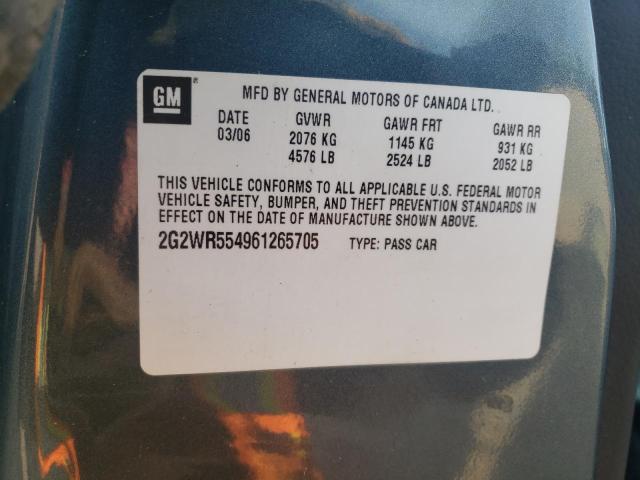 GM
MFD BY GENERAL MOTORS OF CANADA LTD.
DATE GVWR GAWR FRT GAWR RR
03/06 2076 KG 1145 KG 931 KG
4576 LB 2524 LB 2052 LB
THIS VEHICLE CONFORMS TO ALL APPLICABLE U.S. FEDERAL MOTOR
VEHICLE SAFETY, BUMPER, AND THEFT PREVENTION STANDARDS IN
EFFECT ON THE DATE OF MANUFACTURE SHOWN ABOVE.
2G2WR554961265705 TYPE: PASS CAR